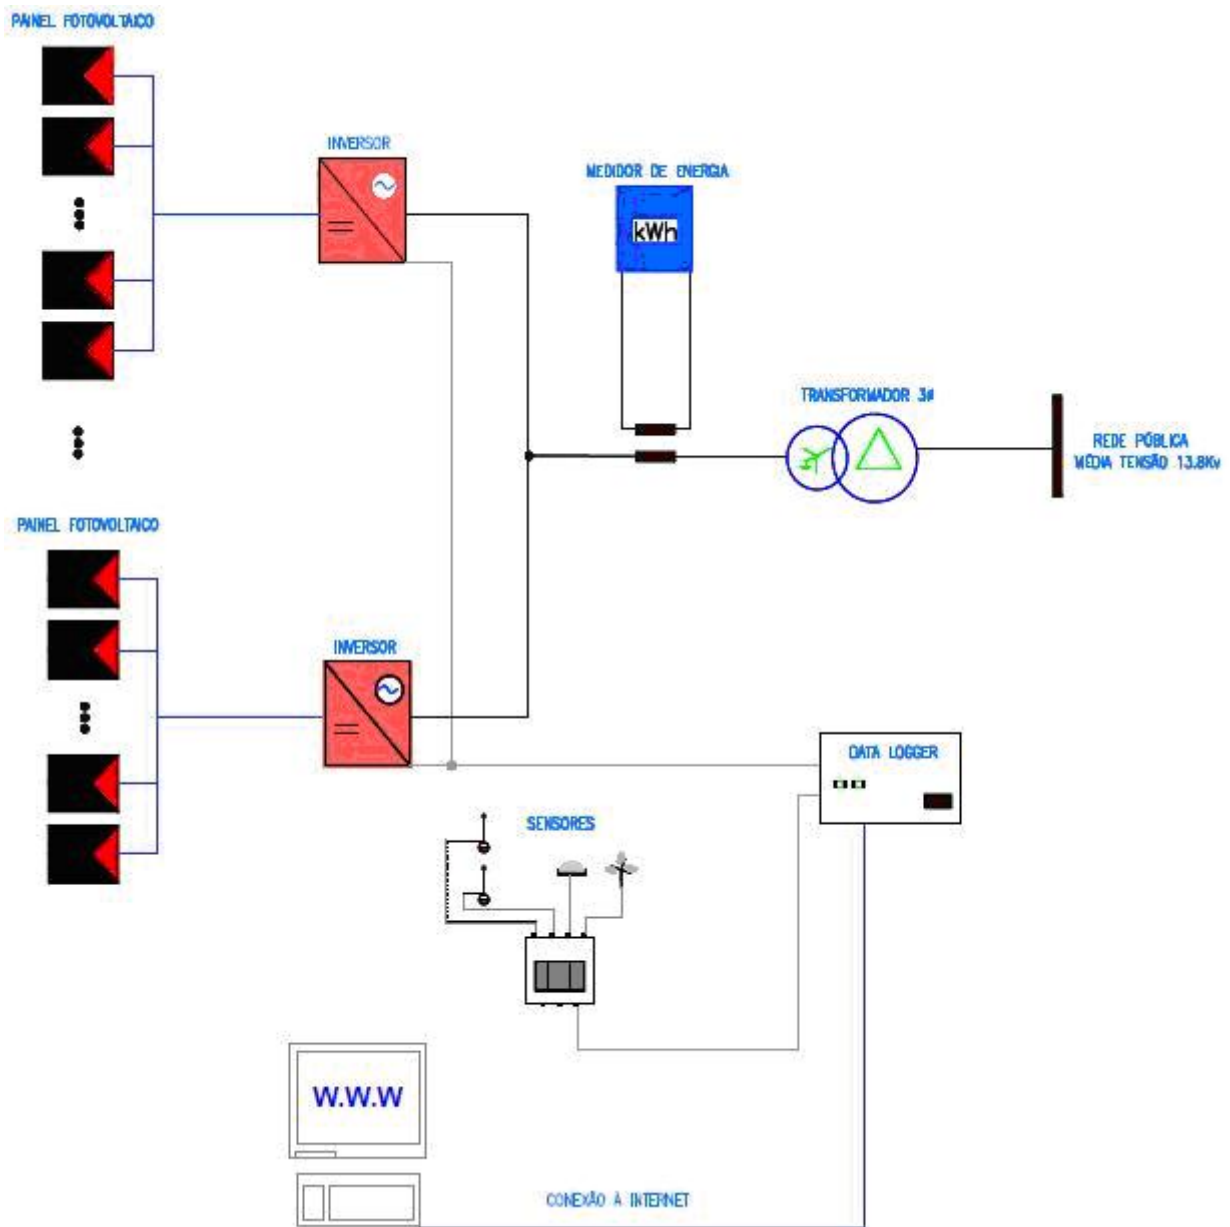 PAINEL FOTOVOLTAICO
INVERSOR
MEDIDOR DE ENERGIA
kWh
TRANSFORMADOR 3#
REDE PÚBLICA
MÉDIA TENSÃO 13.8Kv
PAINEL FOTOVOLTAICO
INVERSOR
DATA LOGGER
SENSORES
W.W.W
CONEXÃO À INTERNET